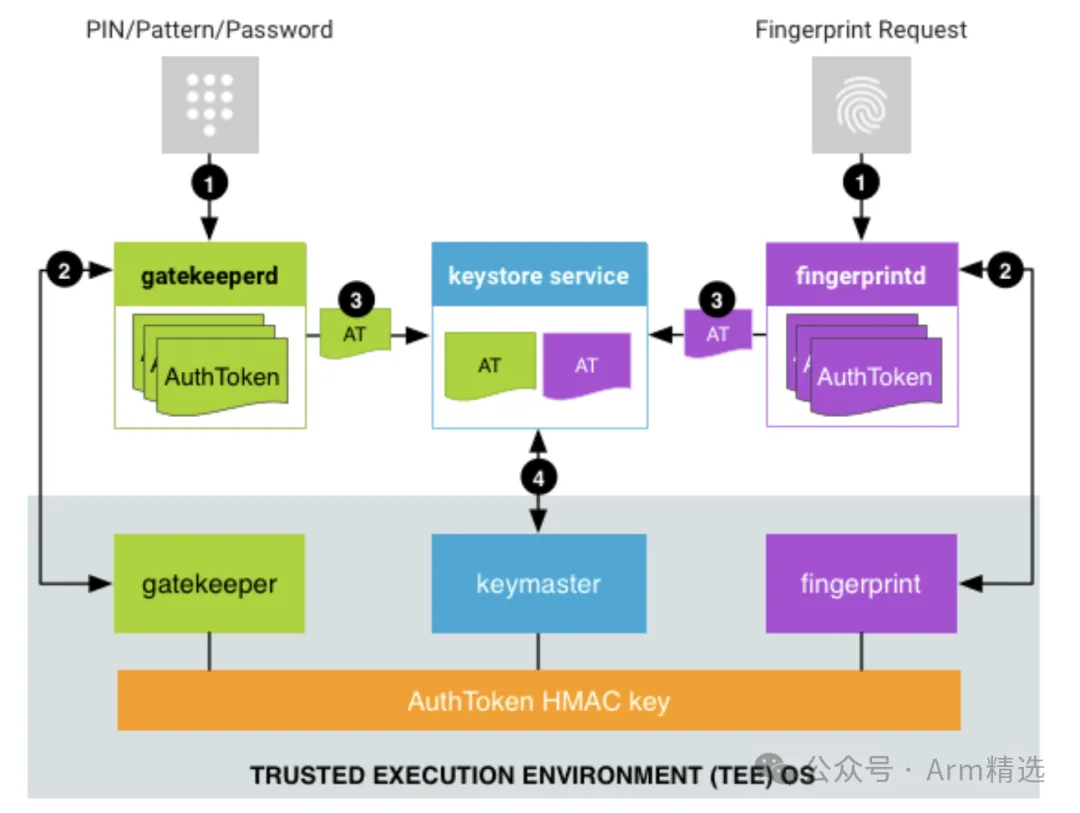 PIN/Pattern/Password
Fingerprint Request
1
1
2
gatekeeperd
keystore service
fingerprintd
2
3
3
AT
AT
A
A
AuthToken
AT
AT
A
AuthToken
4
gatekeeper
keymaster
fingerprint
AuthToken HMAC key
TRUSTED EXECUTION ENVIRONMENT (TEE) OS
公众号 · Arm精选